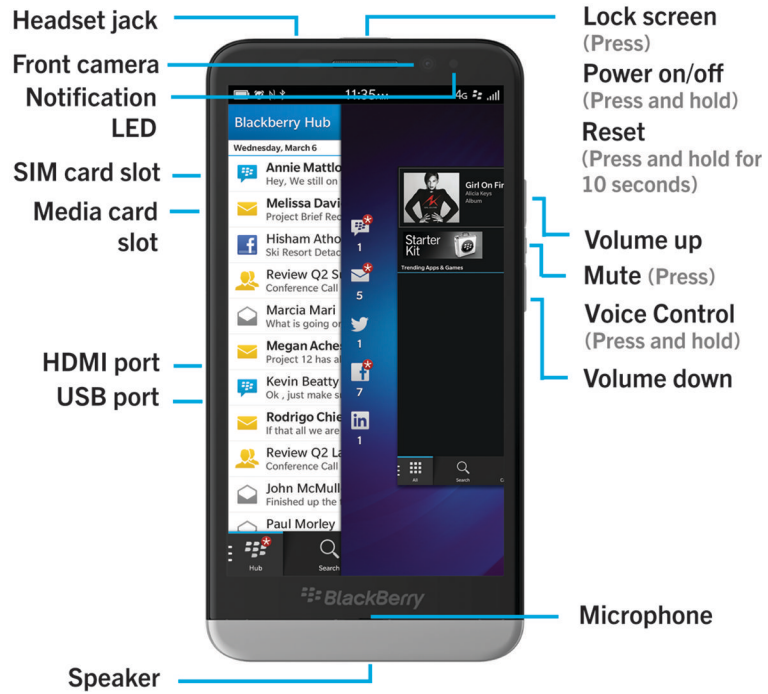 Headset jack
Front camera
Notification
LED
SIM card slot
Media card
slot
HDMI port
USB port
Speaker
Lock screen
(Press)
Power on/off
(Press and hold)
Reset
(Press and hold for
10 seconds)
Volume up
Mute (Press)
Voice Control
(Press and hold)
Volume down
Microphone
11:35
4G
Blackberry Hub
Wednesday, March 6
Annie Mattlo
Hey, We still on
Melissa Davi
Project Brief Rec
Hisham Atho
Ski Resort Detac
Review Q2 S
Conference Call
Marcia Mari
What is going o
Megan Aches
Project 12 has al
Kevin Beatty
Ok , just make s
Rodrigo Chie
If that all we are
Review Q2 La
Conference Call
John McMull
Finished up the
Paul Morley
Hub
Search
1
5
1
7
1
Girl On Fir
Alicia Keys
Album
Starter
Kit
Trending Apps & Games
All
Search
BlackBerry